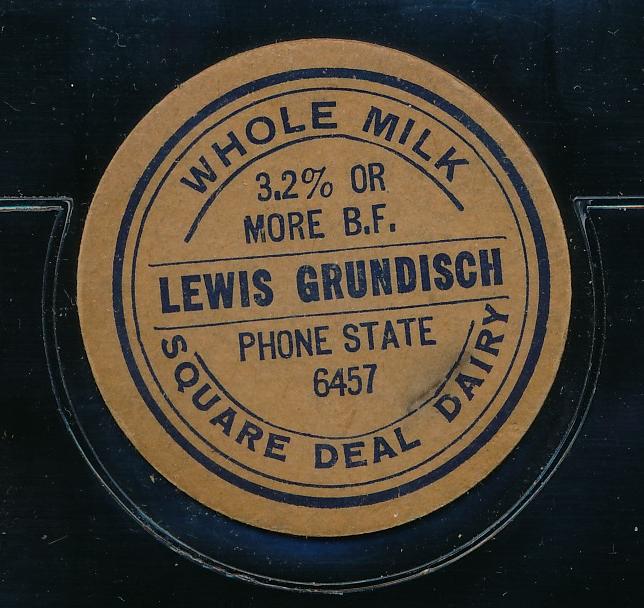 WHOLE MILK
3.2% OR
MORE B.F.
LEWIS GRUNDISCH
PHONE STATE
6457
SQUARE DEAL DAIRY